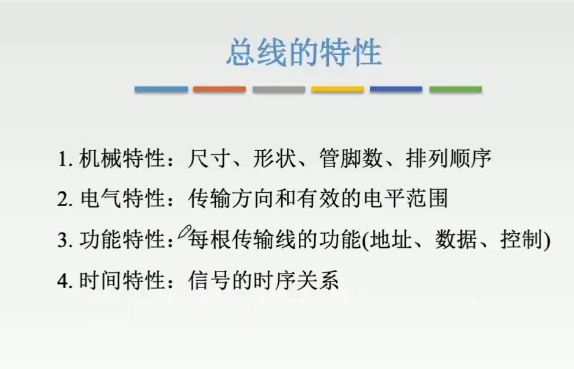 总线的特性
1. 机械特性：尺寸、形状、管脚数、排列顺序
2. 电气特性：传输方向和有效的电平范围
3. 功能特性：每根传输线的功能(地址、数据、控制)
4. 时间特性：信号的时序关系